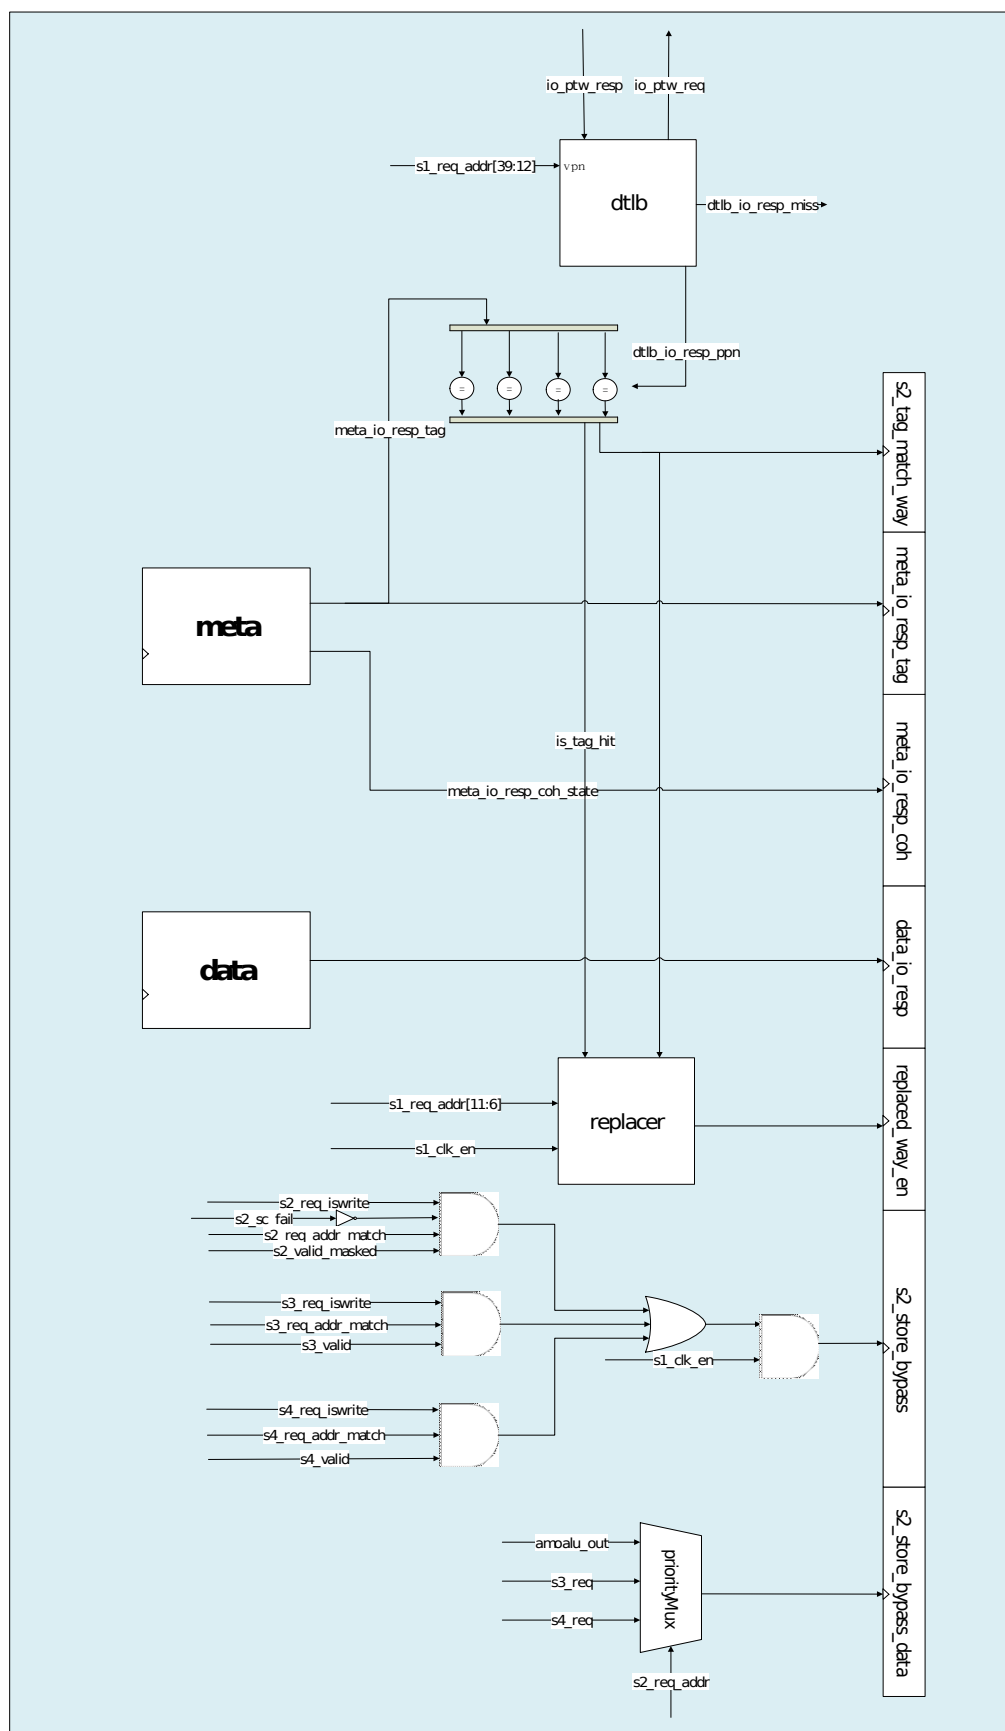 io_ptw_resp
io_ptw_req
s1_req_addr[39:12]
vpn
dtlb
dtlb_io_resp_miss
dtlb_io_resp_ppn
=
=
=
=
meta_io_resp_tag
s2_tag_match_way
meta
meta_io_resp_tag
is_tag_hit
meta_io_resp_coh_state
meta_io_resp_coh
data
data_io_resp
s1_req_addr[11:6]
s1_clk_en
replacer
replaced_way_en
s2_req_iswrite
s2_sc_fail
s2_req_addr_match
s2_valid_masked
s3_req_iswrite
s3_req_addr_match
s3_valid
s1_clk_en
s2_store_bypass
s4_req_iswrite
s4_req_addr_match
s4_valid
amoalu_out
s3_req
s4_req
priorityMux
s2_req_addr
s2_store_bypass_data